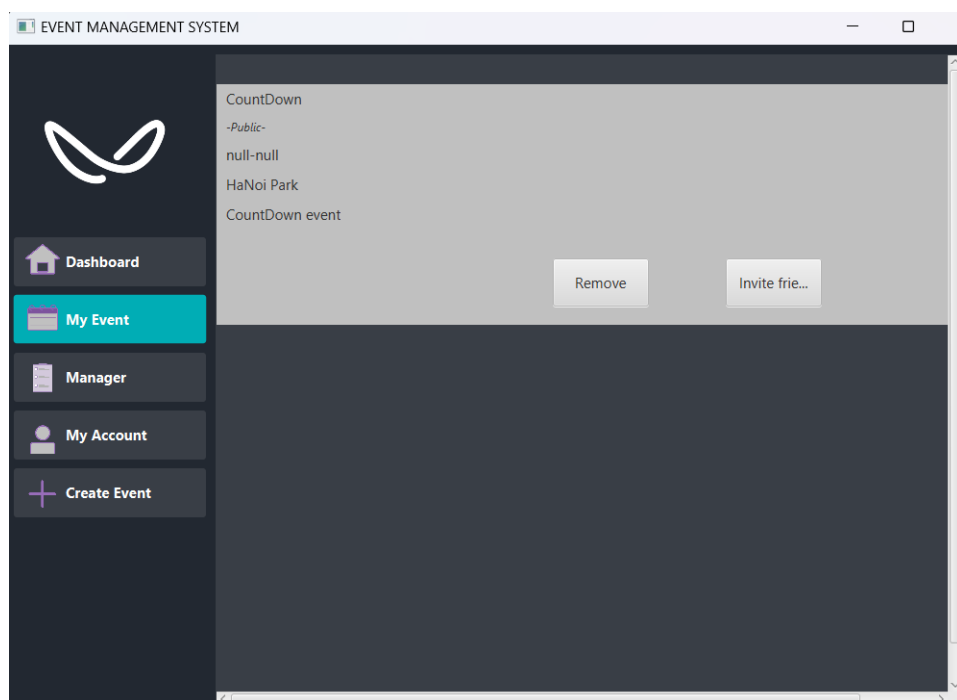 EVENT MANAGEMENT SYSTEM
CountDown
-Public-
null-null
HaNoi Park
CountDown event
Remove
Invite frie...
Dashboard
My Event
Manager
My Account
Create Event